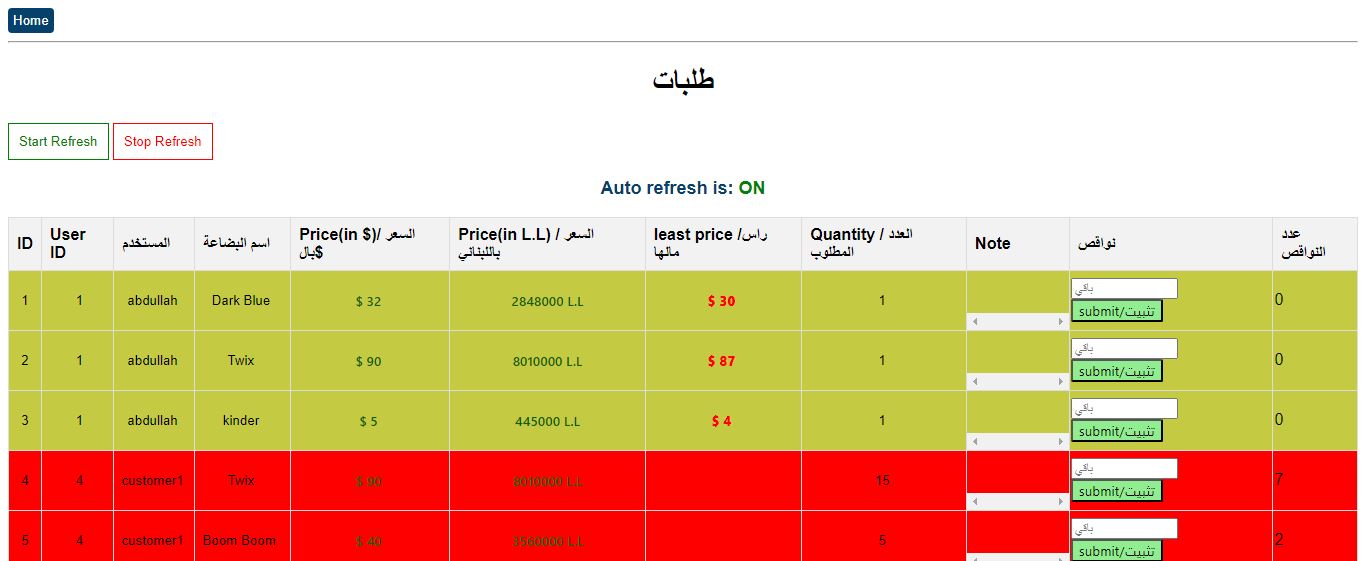 Home
طلبات
Start Refresh Stop Refresh
Auto refresh is: ON
ID User ID المستخدم اسم البضاعة Price(in $)/ السعر بال$ Price(in L.L) / السعر باللبناني least price /راس مالها Quantity / العدد المطلوب Note نواقص عدد النواقص
1 1 abdullah Dark Blue $ 32 2848000 L.L $ 30 1 باقي submit/تثبيت 0
2 1 abdullah Twix $ 90 8010000 L.L $ 87 1 باقي submit/تثبيت 0
3 1 abdullah kinder $ 5 445000 L.L $ 4 1 باقي submit/تثبيت 0
4 4 customer1 Twix $ 90 8010000 L.L 15 باقي submit/تثبيت 7
5 4 customer1 Boom Boom $ 40 3560000 L.L 5 باقي submit/تثبيت 2